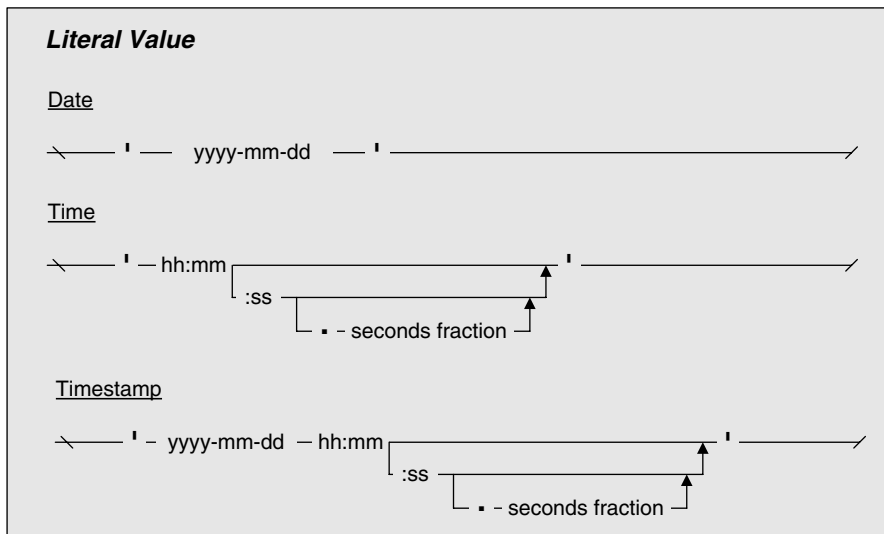 Literal Value
Date
' yyyy-mm-dd '
Time
' hh:mm '
:ss
. seconds fraction
Timestamp
' yyyy-mm-dd hh:mm '
:ss
. seconds fraction